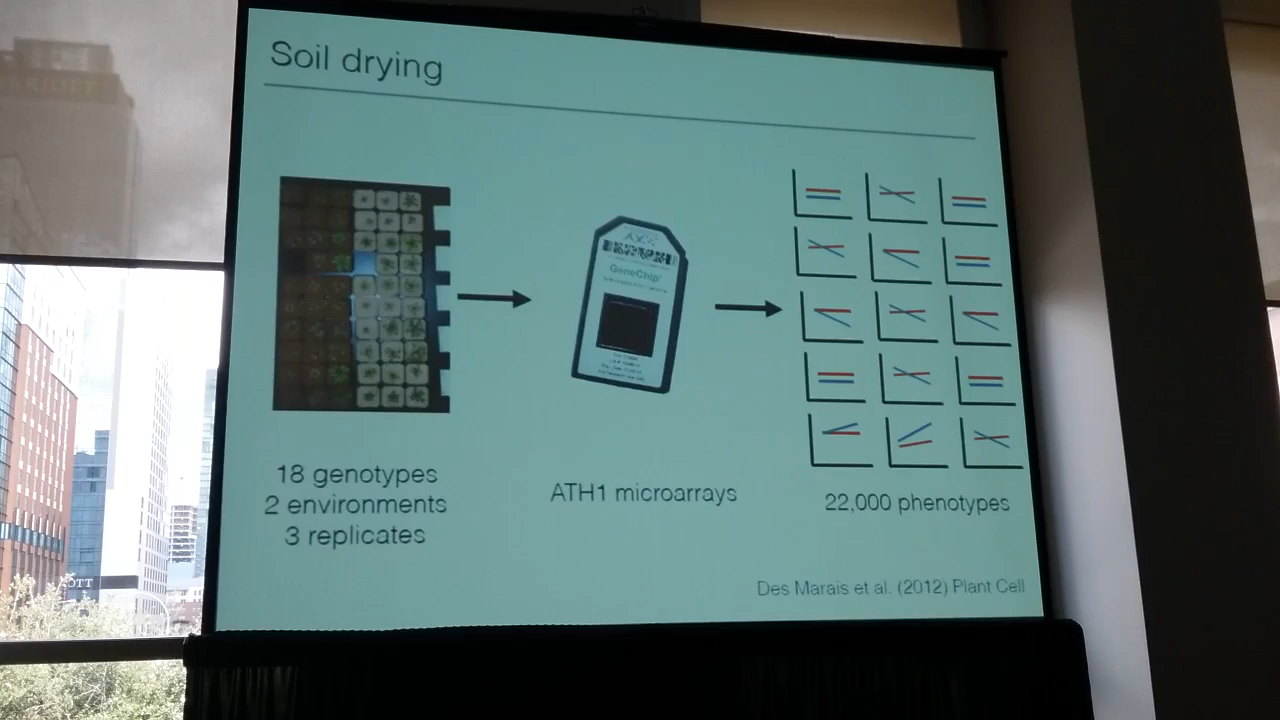 Soil drying
GeneChip
18 genotypes
2 environments
3 replicates
ATH1 microarrays
22,000 phenotypes
Des Marais et al. (2012) Plant Cell